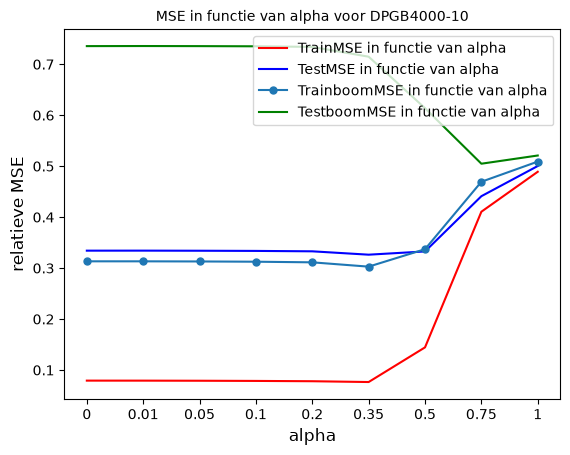 MSE in functie van alpha voor DPGB4000-10
TrainMSE in functie van alpha
TestMSE in functie van alpha
TrainboomMSE in functie van alpha
TestboomMSE in functie van alpha
relatieve MSE
0.7
0.6
0.5
0.4
0.3
0.2
0.1
0 0.01 0.05 0.1 0.2 0.35 0.5 0.75 1
alpha